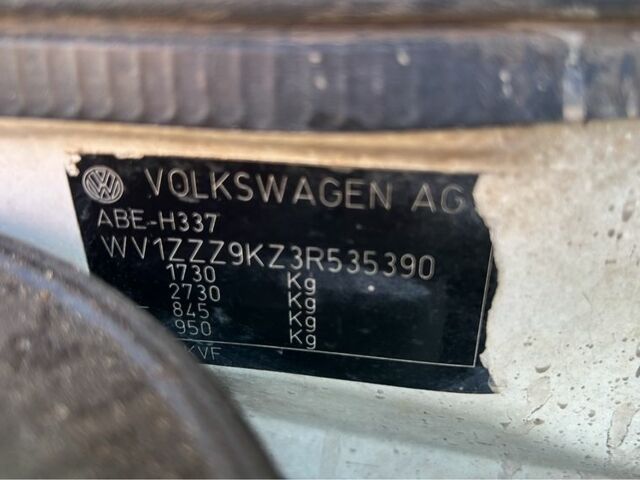 VOLKSWAGEN AG
ABE-H337
WV1ZZZ9KZ3R535390
1730 Kg
2730 Kg
845 Kg
950 Kg
KVF